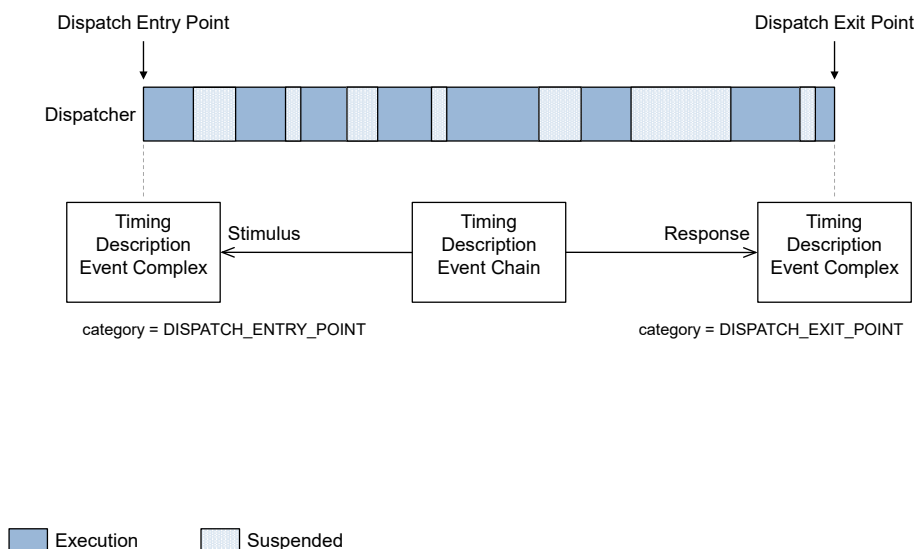 Dispatch Entry Point
Dispatch Exit Point
Dispatcher
Timing
Description
Event Complex
Stimulus
Timing
Description
Event Chain
Response
Timing
Description
Event Complex
category = DISPATCH_ENTRY_POINT
category = DISPATCH_EXIT_POINT
Execution
Suspended